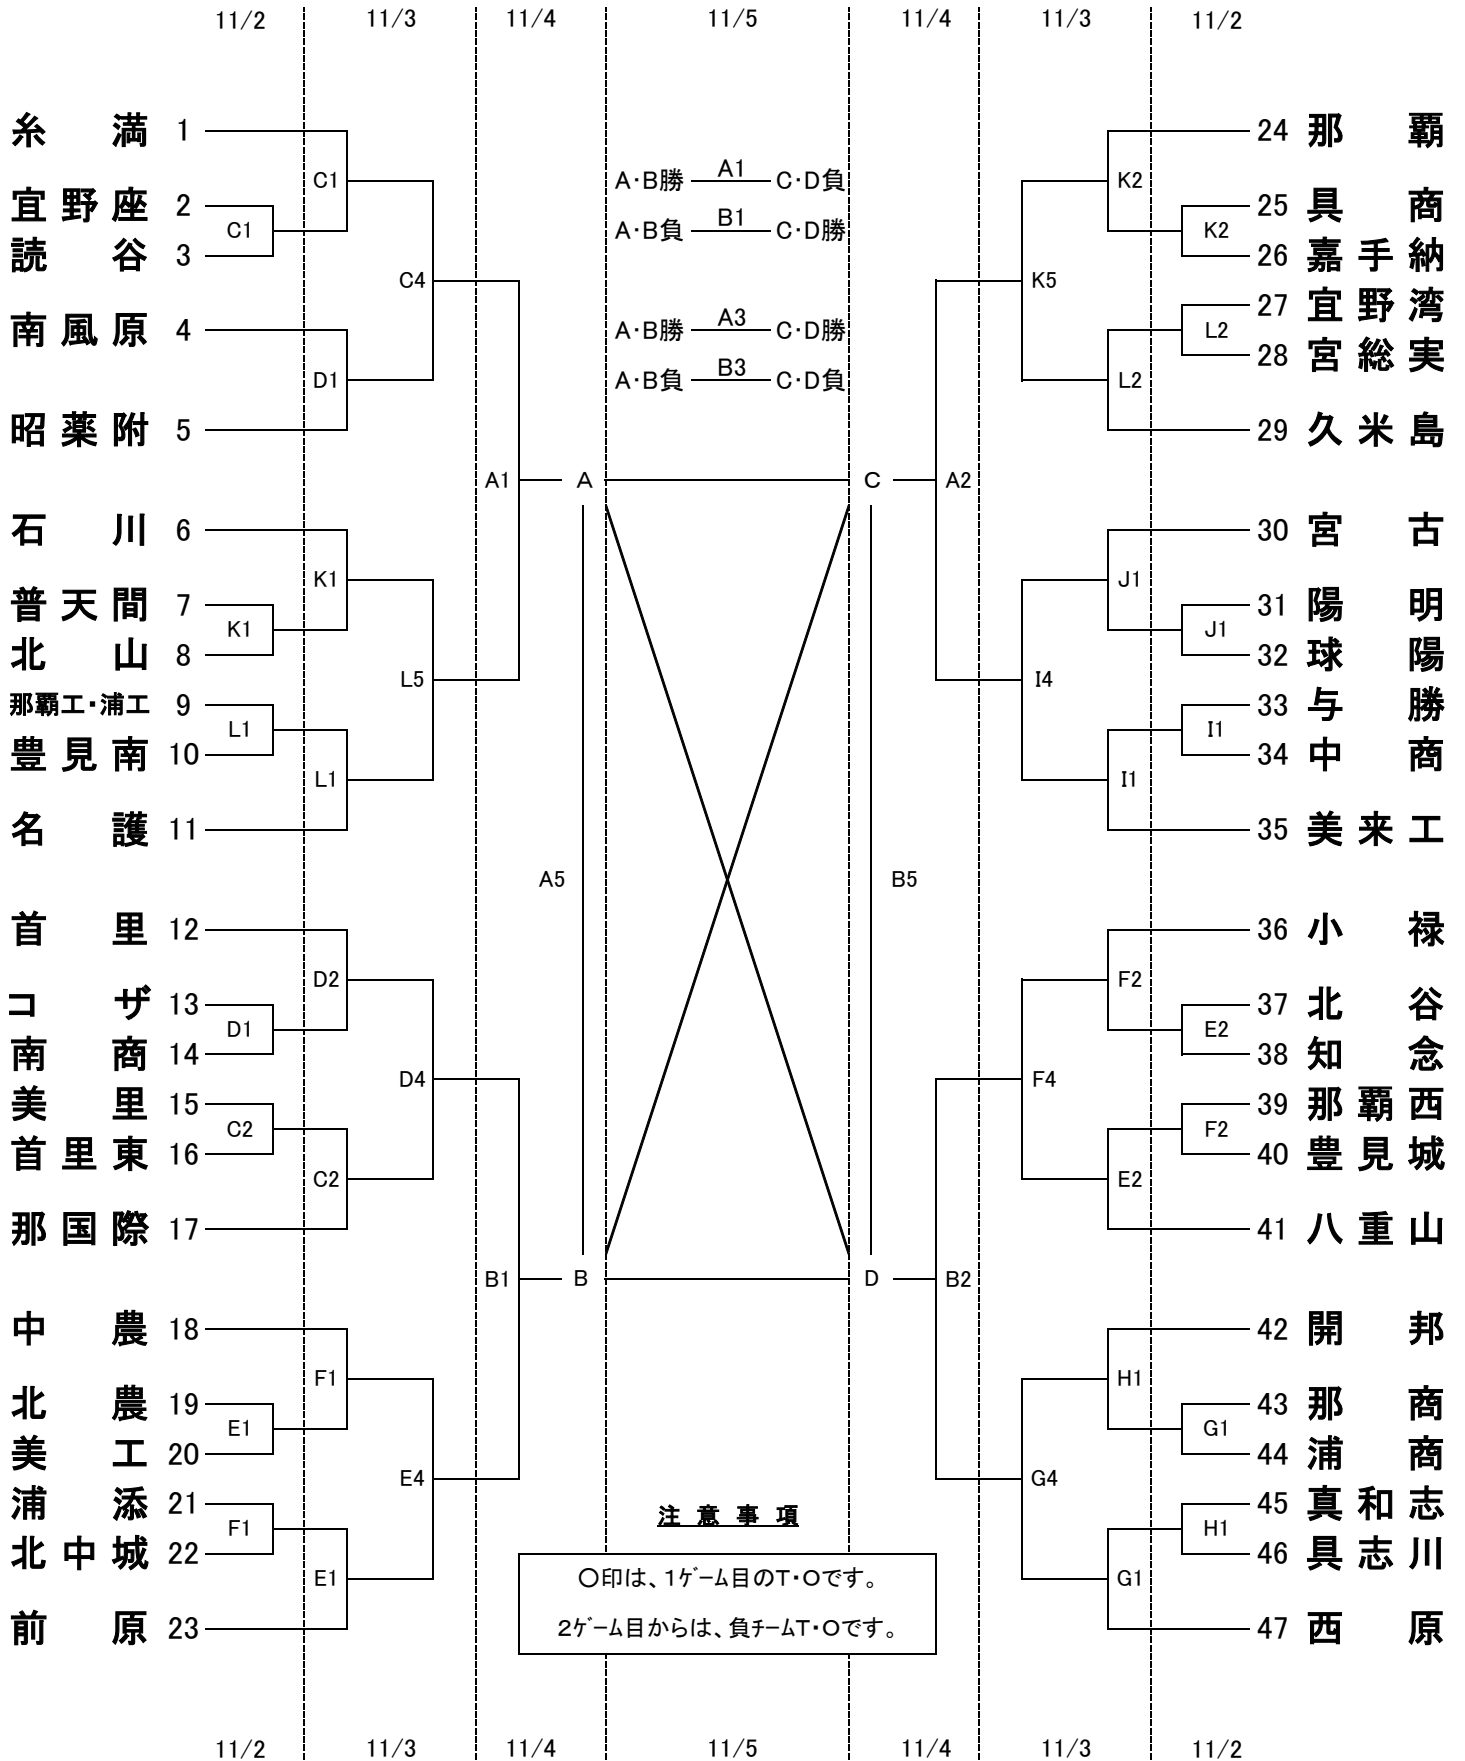 11/2 11/3 11/4 11/5 11/4 11/3 11/2
糸満 1 24 那覇
A・B勝 A1 C・D負
C1 K2
宜野座 2 25 具商
A・B負 B1 C・D勝
C1 K2
読谷 3 26 嘉手納
C4 K5
27 宜野湾
南風原 4 A・B勝 A3 C・D勝 L2
28 宮総実
D1 A・B負 B3 C・D負 L2
昭薬附 5 29 久米島
A1 A C A2
石川 6 30 宮古
K1 J1
普天間 7 31 陽明
K1 J1
北山 8 32 球陽
L5 I4
那覇工・浦工 9 33 与勝
L1 I1
豊見南 10 34 中商
L1 I1
名護 11 35 美来工
A5 B5
首里 12 36 小禄
D2 F2
コザ 13 37 北谷
D1 E2
南商 14 38 知念
D4 F4
美里 15 39 那覇西
C2 F2
首里東 16 40 豊見城
C2 E2
那国際 17 41 八重山
B1 B D B2
中農 18 42 開邦
F1 H1
北農 19 43 那商
E1 G1
美工 20 44 浦商
E4 G4
浦添 21 45 真和志
注意事項
F1 H1
北中城 22 46 具志川
E1 〇印は、1ゲーム目のT・Oです。 G1
前原 23 2ゲーム目からは、負チームT・Oです。 47 西原
11/2 11/3 11/4 11/5 11/4 11/3 11/2